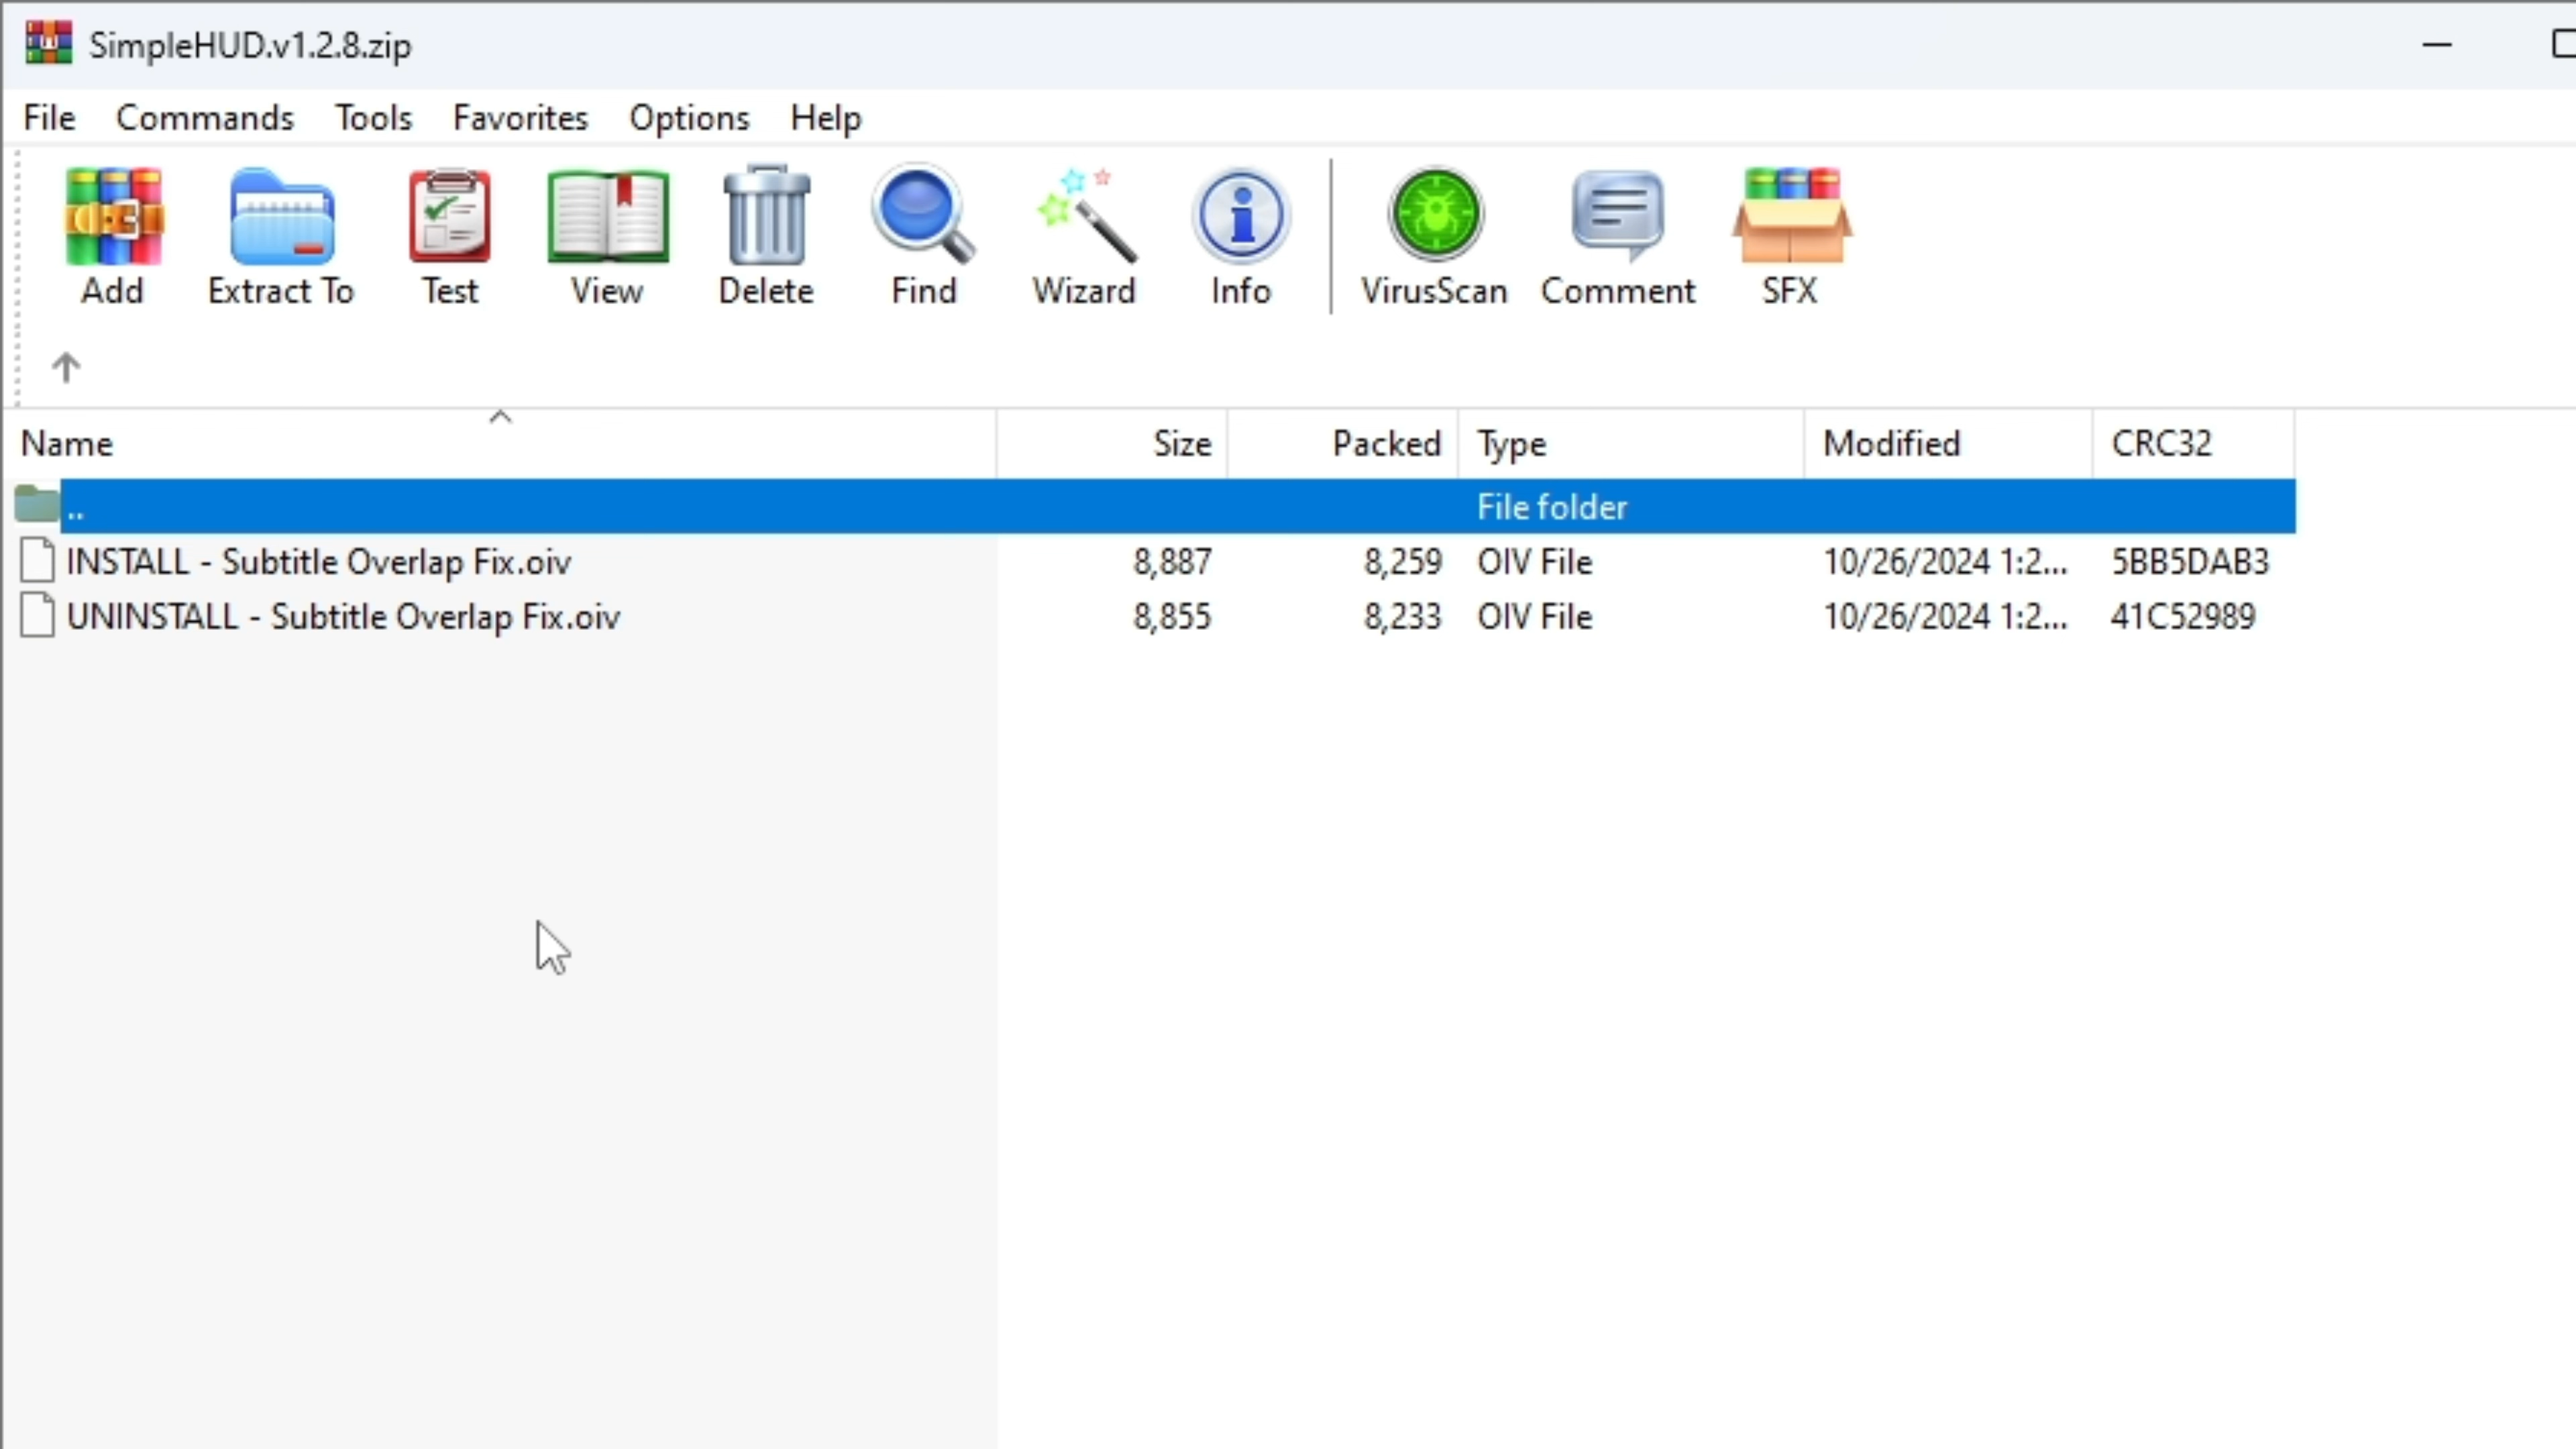 SimpleHUD.v1.2.8.zip
File Commands Tools Favorites Options Help
Add Extract To Test View Delete Find Wizard Info VirusScan Comment SFX
Name Size Packed Type Modified CRC32
.. File folder
INSTALL - Subtitle Overlap Fix.oiv 8,887 8,259 OIV File 10/26/2024 1:2... 5BB5DAB3
UNINSTALL - Subtitle Overlap Fix.oiv 8,855 8,233 OIV File 10/26/2024 1:2... 41C52989